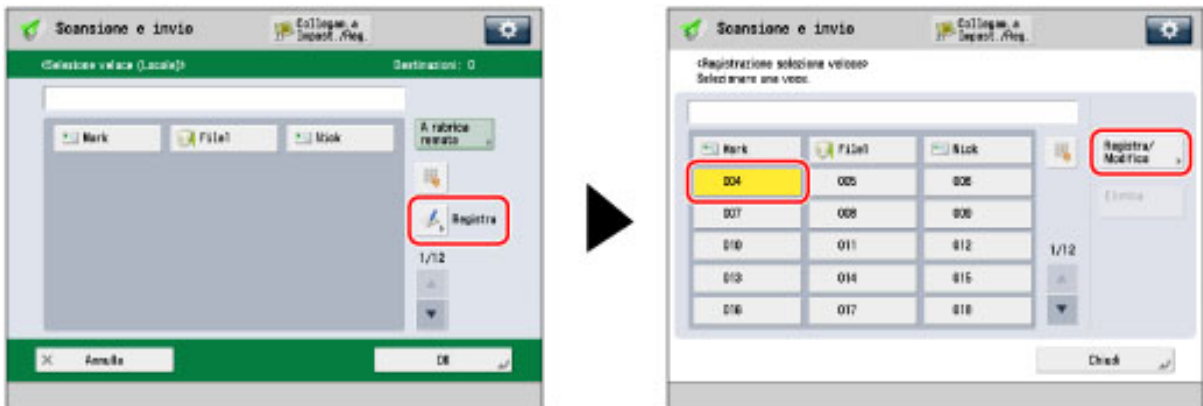 Scansione e invio
Collegam. a
Impost./Reg.
<Selezione veloce (Locale)>
Destinazioni: 0
Mark
File1
Nick
A rubrica
remota
Registra
1/12
Annulla
OK
Scansione e invio
Collegam. a
Impost./Reg.
<Registrazione selezione veloce>
Selezionare una voce.
Mark
File1
Nick
Registra/
Modifica
004
005
006
Elimina
007
008
009
010
011
012
1/12
013
014
015
016
017
018
Chiudi